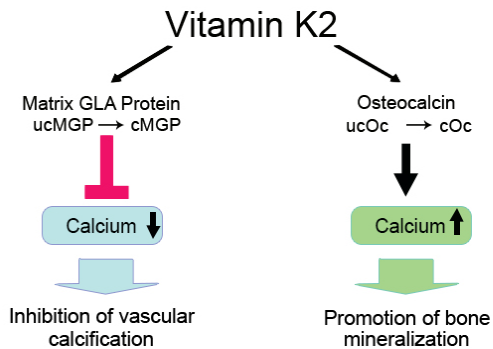 Vitamin K2
Matrix GLA Protein
ucMGP → cMGP
Osteocalcin
ucOc → cOc
Calcium
Calcium
Inhibition of vascular
calcification
Promotion of bone
mineralization